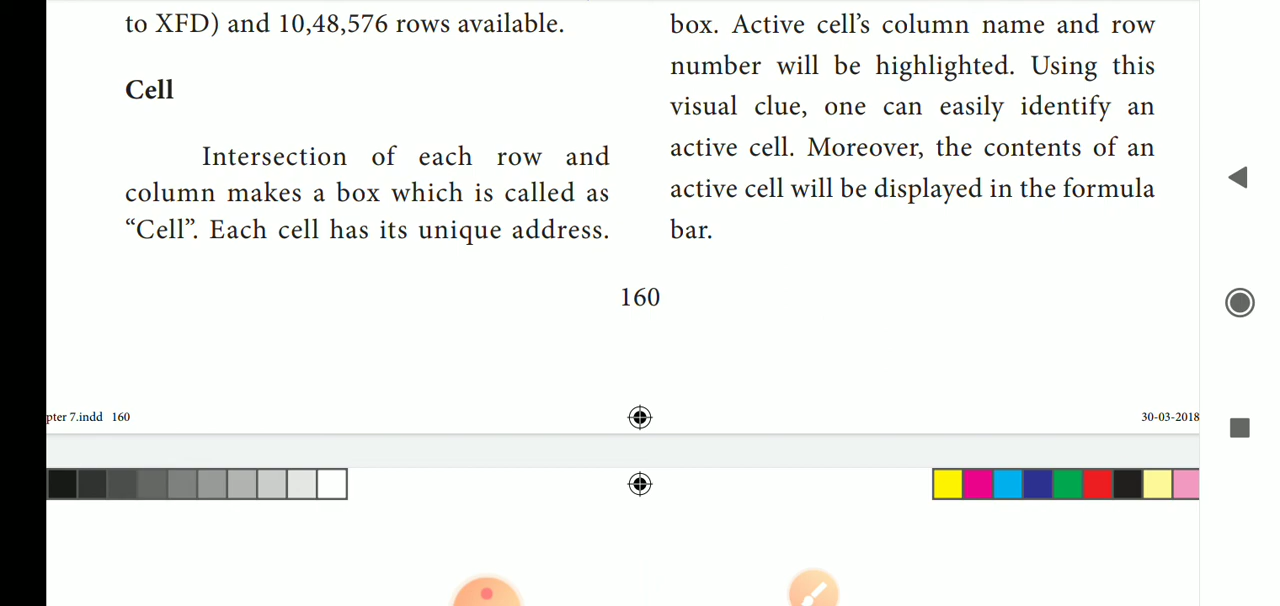 to XFD) and 10,48,576 rows available.
Cell
Intersection of each row and
column makes a box which is called as
“Cell”. Each cell has its unique address.
box. Active cell’s column name and row
number will be highlighted. Using this
visual clue, one can easily identify an
active cell. Moreover, the contents of an
active cell will be displayed in the formula
bar.
160
pter 7.indd 160
30-03-2018